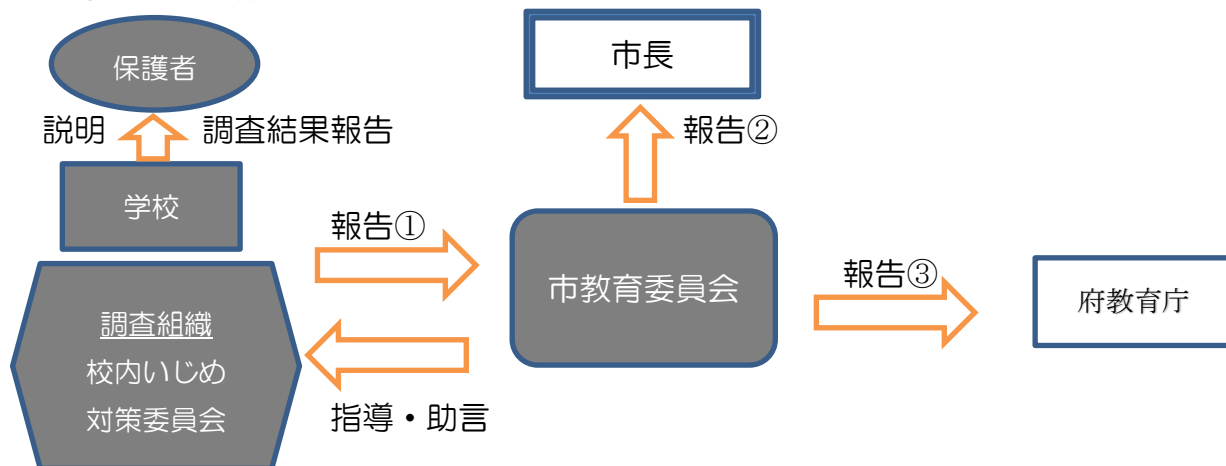 保護者
市長
説明
調査結果報告
報告②
学校
報告①
市教育委員会
報告③
府教育庁
調査組織
校内いじめ
対策委員会
指導・助言